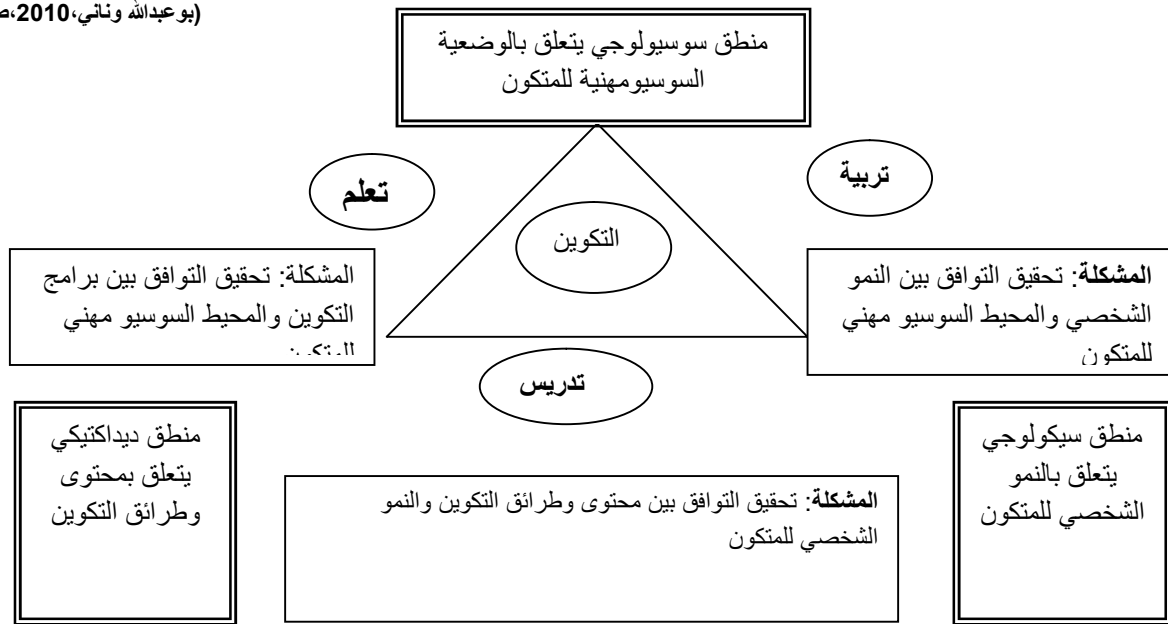 (بوعبدالله وناني،2010،ص
منطق سوسيولوجي يتعلق بالوضعية
السوسيومهنية للمتكون
تربية
تعلم
التكوين
المشكلة: تحقيق التوافق بين النمو
الشخصي والمحيط السوسيو مهني
للمتكون
المشكلة: تحقيق التوافق بين برامج
التكوين والمحيط السوسيو مهني
للمتكون
تدريس
منطق سيكولوجي
يتعلق بالنمو
الشخصي للمتكون
المشكلة: تحقيق التوافق بين محتوى وطرائق التكوين والنمو
الشخصي للمتكون
منطق ديداكتيكي
يتعلق بمحتوى
وطرائق التكوين